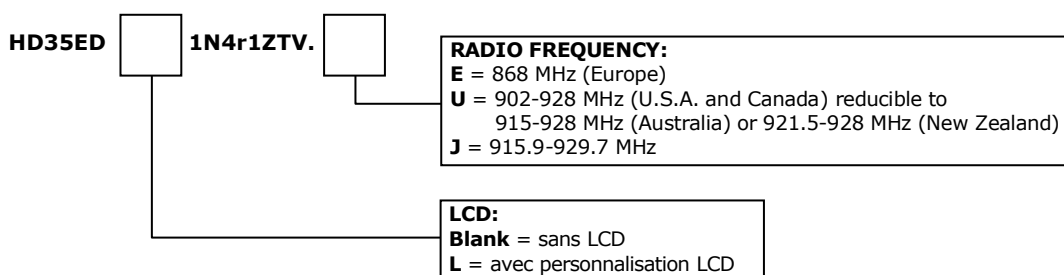 HD35ED 1N4r1ZTV.
RADIO FREQUENCY:
E = 868 MHz (Europe)
U = 902-928 MHz (U.S.A. and Canada) reducible to
915-928 MHz (Australia) or 921.5-928 MHz (New Zealand)
J = 915.9-929.7 MHz
LCD:
Blank = sans LCD
L = avec personnalisation LCD